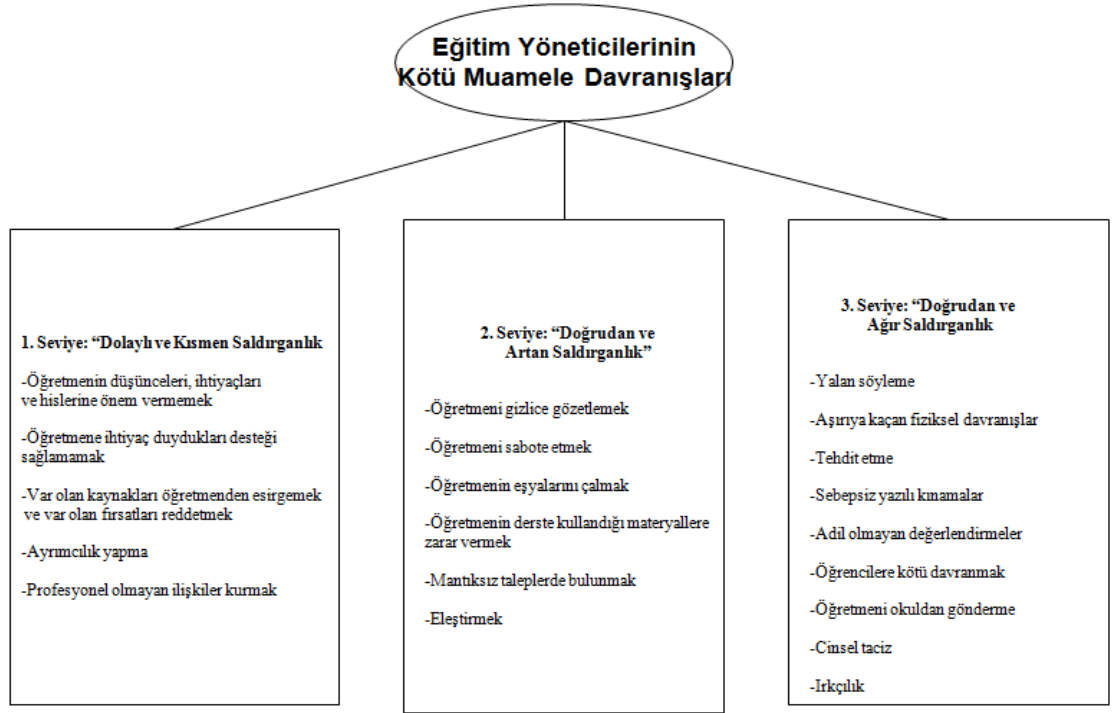 Eğitim Yöneticilerinin
Kötü Muamele Davranışları
1. Seviye: “Dolaylı ve Kısmen Saldırganlık
-Öğretmenin düşünceleri, ihtiyaçları
ve hislerine önem vermemek
-Öğretmene ihtiyaç duydukları desteği
sağlamamak
-Var olan kaynakları öğretmenden esirgemek
ve var olan fırsatları reddetmek
-Ayrımcılık yapma
-Profesyonel olmayan ilişkiler kurmak
2. Seviye: “Doğrudan ve
Artan Saldırganlık”
-Öğretmeni gizlice gözetlemek
-Öğretmeni sabote etmek
-Öğretmenin eşyalarını çalmak
-Öğretmenin derste kullandığı materyallere
zarar vermek
-Mantıksız taleplerde bulunmak
-Eleştirmek
3. Seviye: “Doğrudan ve
Ağır Saldırganlık
-Yalan söyleme
-Aşırıya kaçan fiziksel davranışlar
-Tehdit etme
-Sebepsiz yazılı kınamalar
-Adil olmayan değerlendirmeler
-Öğrencilere kötü davranmak
-Öğretmeni okuldan gönderme
-Cinsel taciz
-Irkçılık